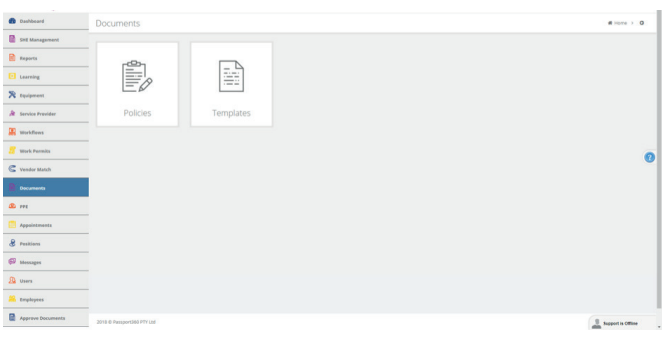 Dashboard
Documents
Home >
SHE Management
Reports
Learning
Equipment
Service Provider
Policies
Templates
Workflows
Work Permits
Vendor Match
Documents
PPE
Appointments
Positions
Messages
Users
Employees
Approve Documents
2018 © Passport360 PTY Ltd
Support is Offline